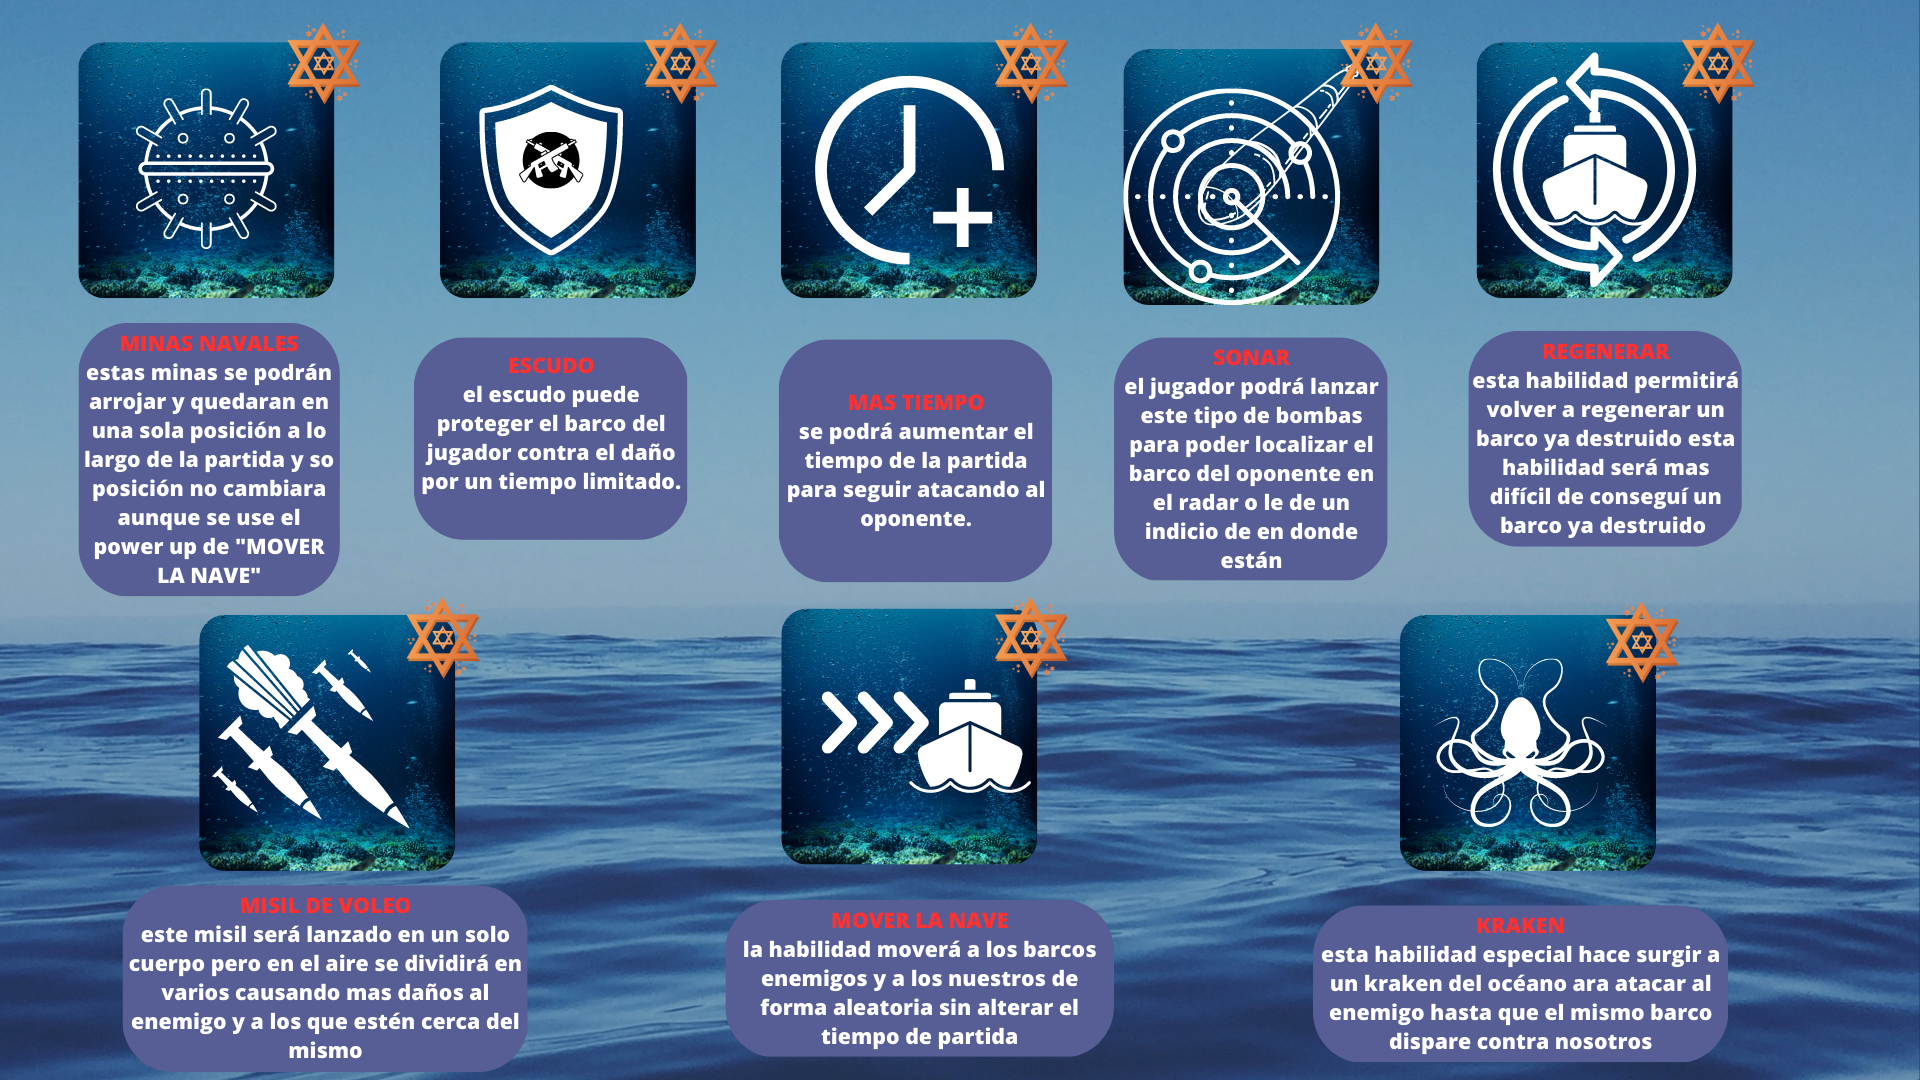 MINAS NAVALES
estas minas se podrán
arrojar y quedaran en
una sola posición a lo
largo de la partida y so
posición no cambiara
aunque se use el
power up de "MOVER
LA NAVE"
ESCUDO
el escudo puede
proteger el barco del
jugador contra el daño
por un tiempo limitado.
MAS TIEMPO
se podrá aumentar el
tiempo de la partida
para seguir atacando al
oponente.
SONAR
el jugador podrá lanzar
este tipo de bombas
para poder localizar el
barco del oponente en
el radar o le de un
indicio de en donde
están
REGENERAR
esta habilidad permitirá
volver a regenerar un
barco ya destruido esta
habilidad será mas
difícil de conseguí un
barco ya destruido
MISIL DE VOLEO
este misil será lanzado en un solo
cuerpo pero en el aire se dividirá en
varios causando mas daños al
enemigo y a los que estén cerca del
mismo
MOVER LA NAVE
la habilidad moverá a los barcos
enemigos y a los nuestros de
forma aleatoria sin alterar el
tiempo de partida
KRAKEN
esta habilidad especial hace surgir a
un kraken del océano ara atacar al
enemigo hasta que el mismo barco
dispare contra nosotros